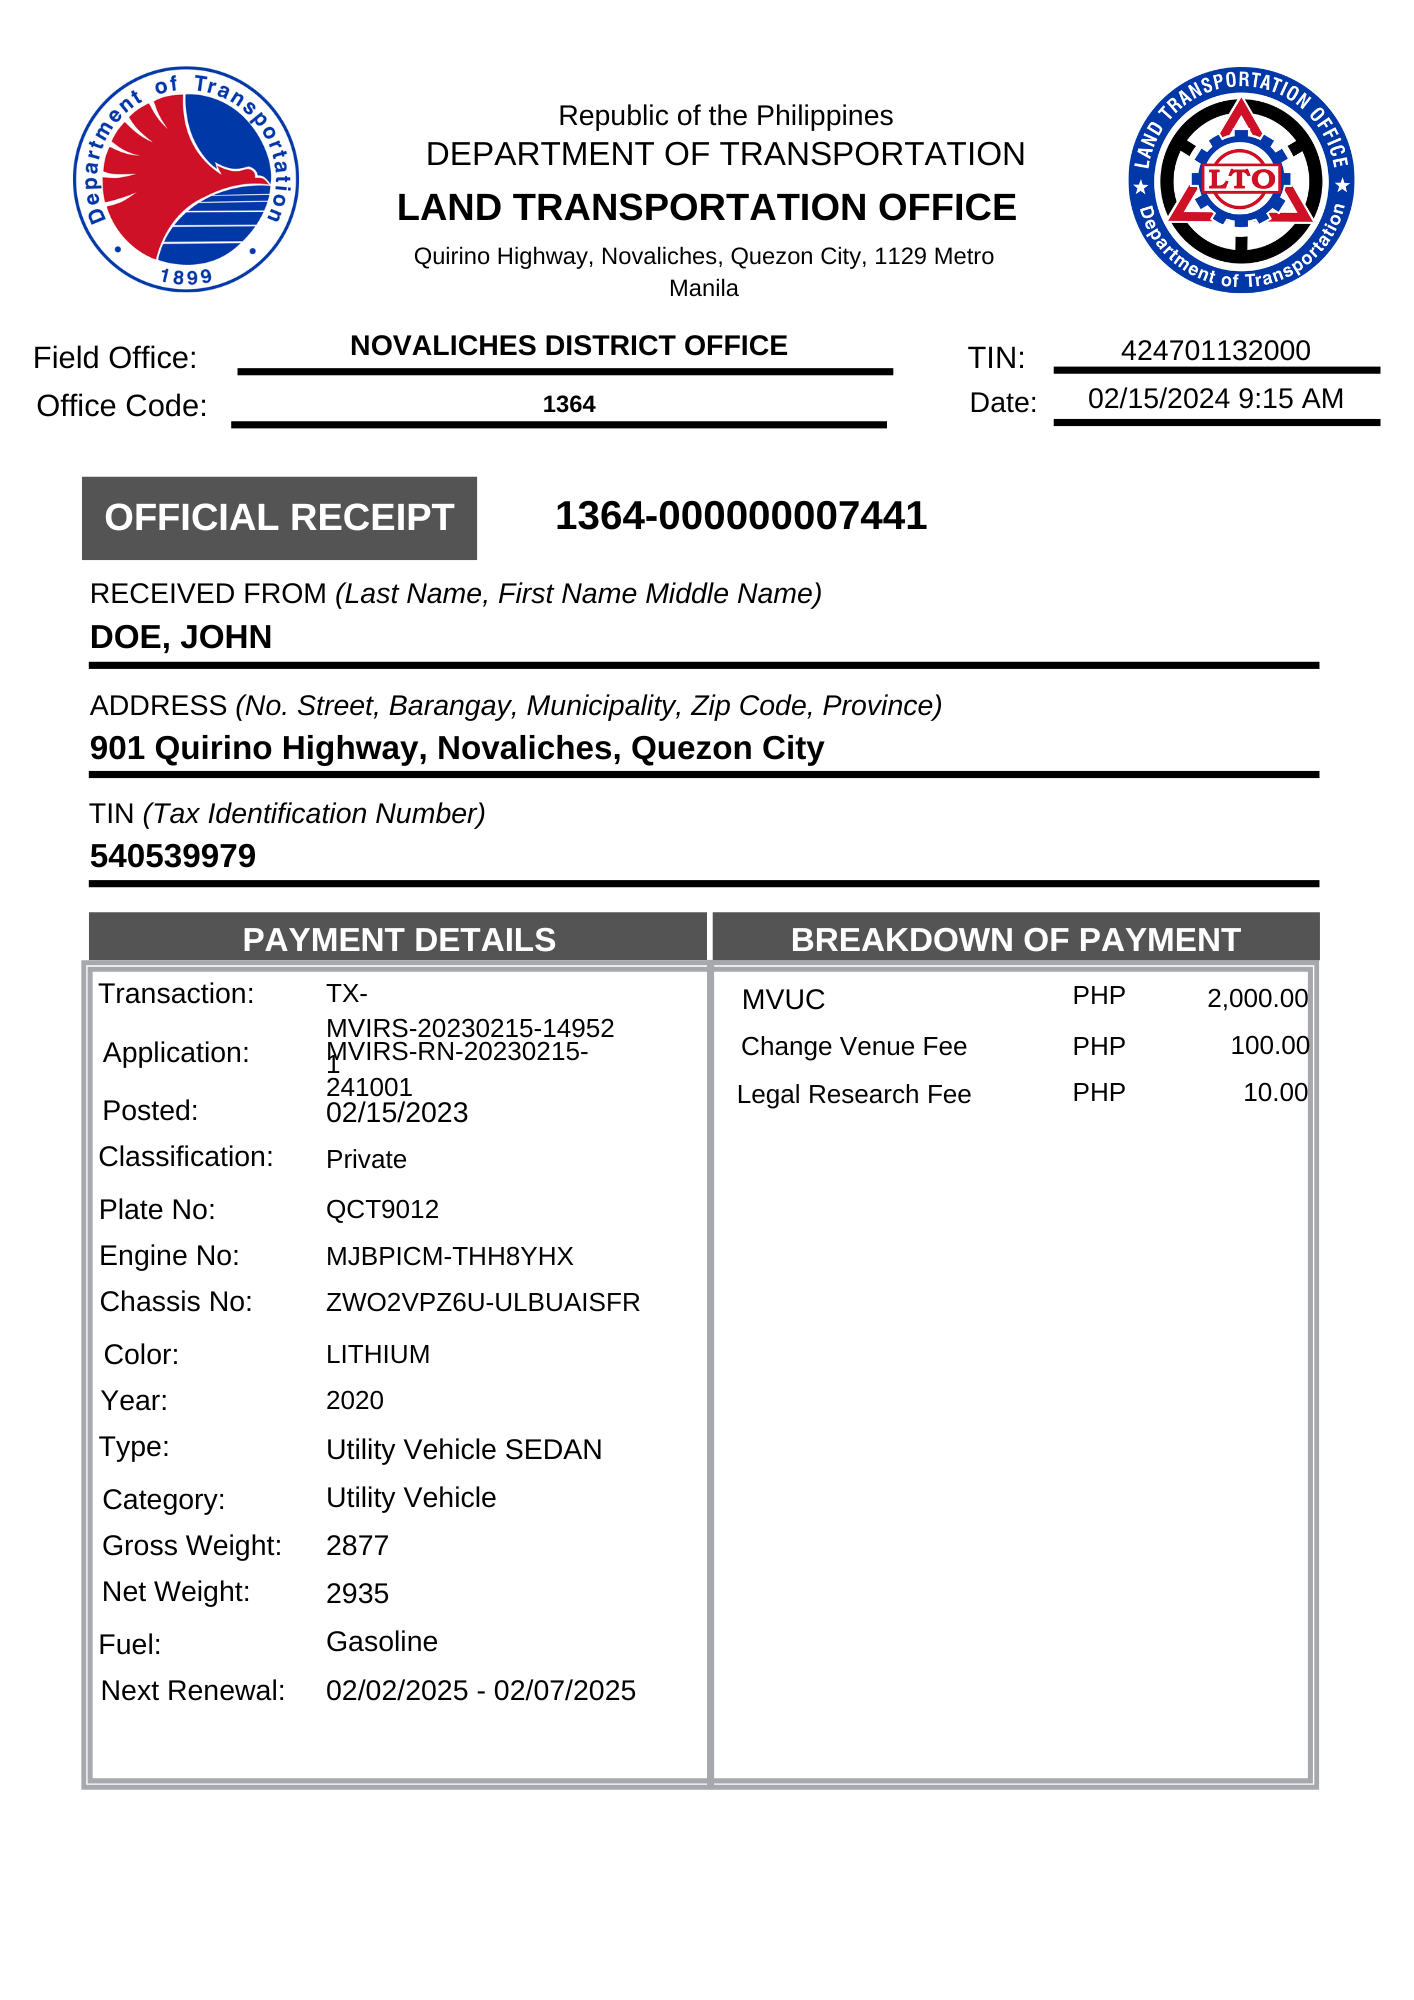 Department of Transportation
1899
Republic of the Philippines
DEPARTMENT OF TRANSPORTATION
LAND TRANSPORTATION OFFICE
Quirino Highway, Novaliches, Quezon City, 1129 Metro
Manila
LAND TRANSPORTATION OFFICE
LTO
Department of Transportation
Field Office: NOVALICHES DISTRICT OFFICE TIN: 424701132000
Office Code: 1364 Date: 02/15/2024 9:15 AM
OFFICIAL RECEIPT 1364-000000007441
RECEIVED FROM (Last Name, First Name Middle Name)
DOE, JOHN
ADDRESS (No. Street, Barangay, Municipality, Zip Code, Province)
901 Quirino Highway, Novaliches, Quezon City
TIN (Tax Identification Number)
540539979
PAYMENT DETAILS
Transaction: TX-
MVIRS-20230215-14952
1
Application: MVIRS-RN-20230215-
241001
Posted: 02/15/2023
Classification: Private
Plate No: QCT9012
Engine No: MJBPICM-THH8YHX
Chassis No: ZWO2VPZ6U-ULBUAISFR
Color: LITHIUM
Year: 2020
Type: Utility Vehicle SEDAN
Category: Utility Vehicle
Gross Weight: 2877
Net Weight: 2935
Fuel: Gasoline
Next Renewal: 02/02/2025 - 02/07/2025
BREAKDOWN OF PAYMENT
MVUC PHP 2,000.00
Change Venue Fee PHP 100.00
Legal Research Fee PHP 10.00